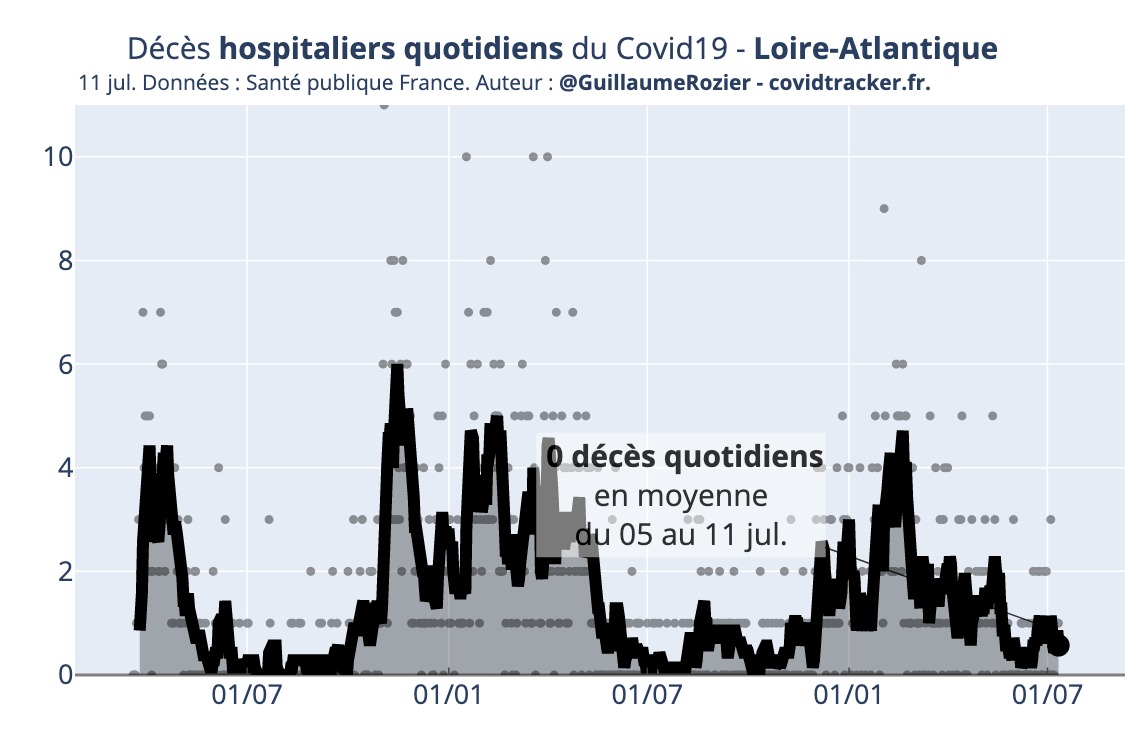 Décès hospitaliers quotidiens du Covid19 - Loire-Atlantique
11 jul. Données : Santé publique France. Auteur : @GuillaumeRozier - covidtracker.fr.
10
8
6
4
2
0
0 décès quotidiens
en moyenne
du 05 au 11 jul.
01/07 01/01 01/07 01/01 01/07